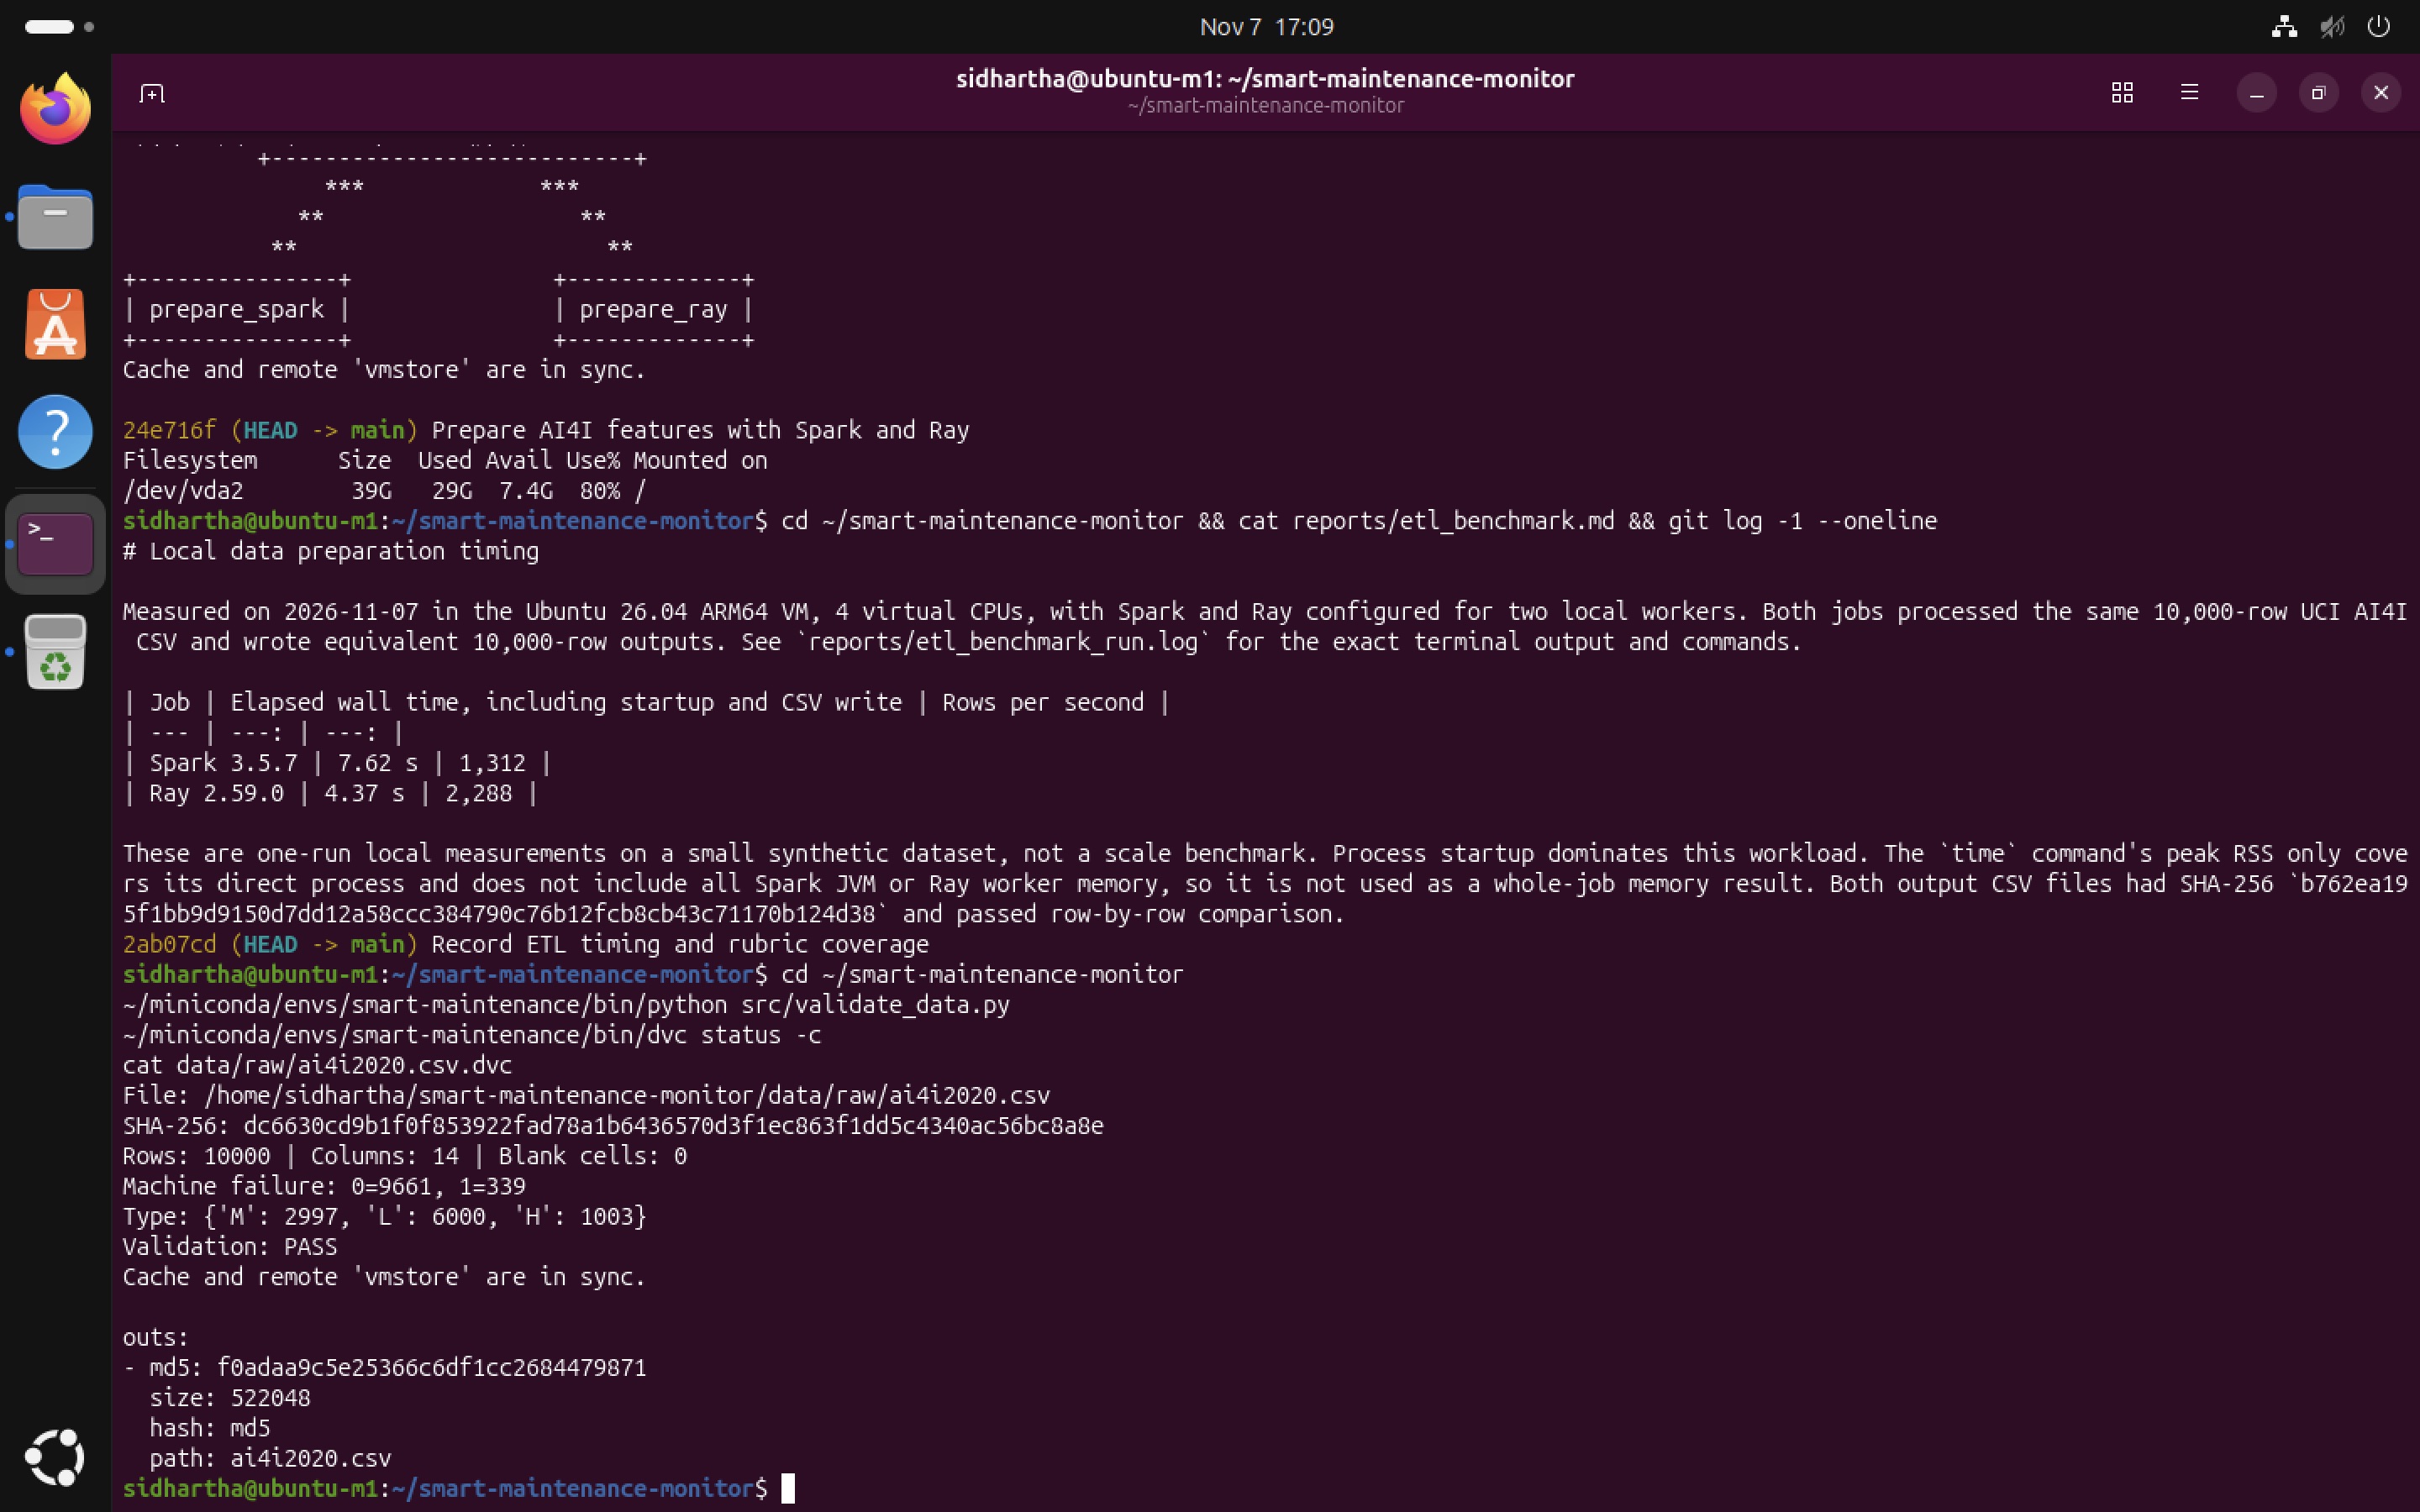 Nov 7 17:09
sidhartha@ubuntu-m1: ~/smart-maintenance-monitor
~/smart-maintenance-monitor
+---------------------------+
***             ***
**                   **
**                       **
+---------------+               +-------------+
| prepare_spark |               | prepare_ray |
+---------------+               +-------------+
Cache and remote 'vmstore' are in sync.
24e716f (HEAD -> main) Prepare AI4I features with Spark and Ray
Filesystem      Size  Used Avail Use% Mounted on
/dev/vda2        39G   29G  7.4G  80% /
sidhartha@ubuntu-m1:~/smart-maintenance-monitor$ cd ~/smart-maintenance-monitor && cat reports/etl_benchmark.md && git log -1 --oneline
# Local data preparation timing
Measured on 2026-11-07 in the Ubuntu 26.04 ARM64 VM, 4 virtual CPUs, with Spark and Ray configured for two local workers. Both jobs processed the same 10,000-row UCI AI4I
CSV and wrote equivalent 10,000-row outputs. See `reports/etl_benchmark_run.log` for the exact terminal output and commands.
| Job | Elapsed wall time, including startup and CSV write | Rows per second |
| --- | ---: | ---: |
| Spark 3.5.7 | 7.62 s | 1,312 |
| Ray 2.59.0 | 4.37 s | 2,288 |
These are one-run local measurements on a small synthetic dataset, not a scale benchmark. Process startup dominates this workload. The `time` command's peak RSS only cove
rs its direct process and does not include all Spark JVM or Ray worker memory, so it is not used as a whole-job memory result. Both output CSV files had SHA-256 `b762ea19
5f1bb9d9150d7dd12a58ccc384790c76b12fcb8cb43c71170b124d38` and passed row-by-row comparison.
2ab07cd (HEAD -> main) Record ETL timing and rubric coverage
sidhartha@ubuntu-m1:~/smart-maintenance-monitor$ cd ~/smart-maintenance-monitor
~/miniconda/envs/smart-maintenance/bin/python src/validate_data.py
~/miniconda/envs/smart-maintenance/bin/dvc status -c
cat data/raw/ai4i2020.csv.dvc
File: /home/sidhartha/smart-maintenance-monitor/data/raw/ai4i2020.csv
SHA-256: dc6630cd9b1f0f853922fad78a1b6436570d3f1ec863f1dd5c4340ac56bc8a8e
Rows: 10000 | Columns: 14 | Blank cells: 0
Machine failure: 0=9661, 1=339
Type: {'M': 2997, 'L': 6000, 'H': 1003}
Validation: PASS
Cache and remote 'vmstore' are in sync.
outs:
- md5: f0adaa9c5e25366c6df1cc2684479871
  size: 522048
  hash: md5
  path: ai4i2020.csv
sidhartha@ubuntu-m1:~/smart-maintenance-monitor$